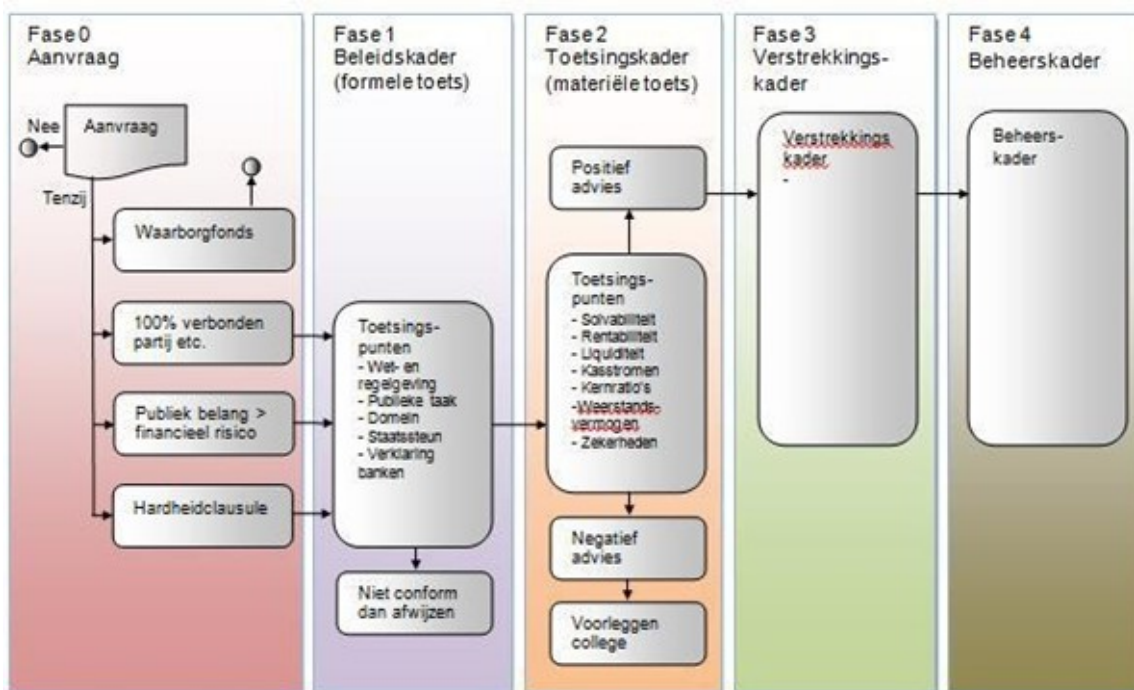 Fase 0
Aanvraag
Nee
Aanvraag
Tenzij
Waarborgfonds
100% verbonden
partij etc.
Publiek belang >
financieel risico
Hardheidclausule
Fase 1
Beleidskader
(formele toets)
Toetsings-
punten
- Wet- en
regelgeving
- Publieke taak
- Domein
- Staatssteun
- Verklaring
banken
Niet conform
dan afwijzen
Fase 2
Toetsingskader
(materiële toets)
Positief
advies
Toetsings-
punten
- Solvabiliteit
- Rentabiliteit
- Liquiditeit
- Kasstromen
- Kernratio's
-Weerstands-
vermogen
- Zekerheden
Negatief
advies
Voorleggen
college
Fase 3
Verstrekkings-
kader
Verstrekkings
kader
-
Fase 4
Beheerskader
Beheers-
kader